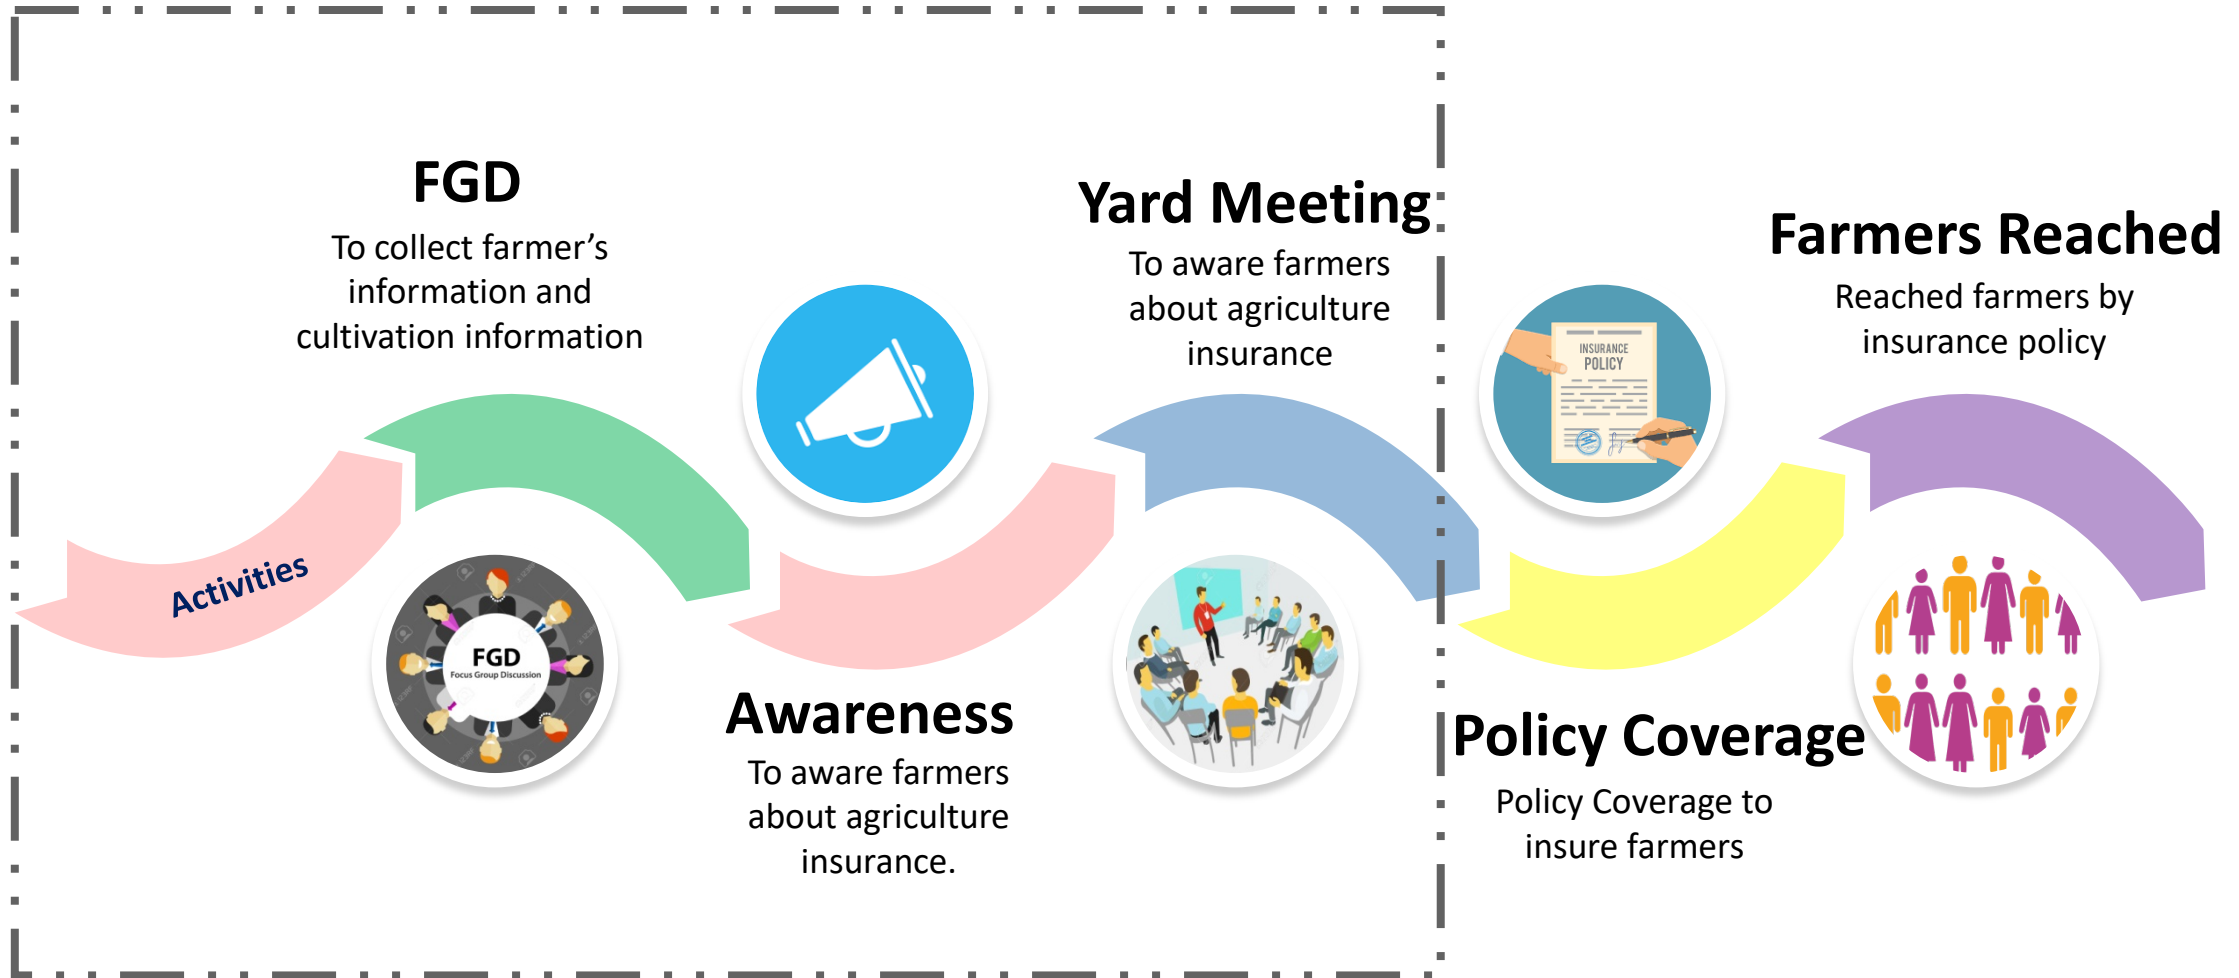 FGD
To collect farmer's
information and
cultivation information
Yard Meeting
To aware farmers
about agriculture
insurance
Farmers Reached
Reached farmers by
insurance policy
INSURANCE
POLICY
Activities
FGD
Focus Group Discussion
Awareness
To aware farmers
about agriculture
insurance.
Policy Coverage
Policy Coverage to
insure farmers